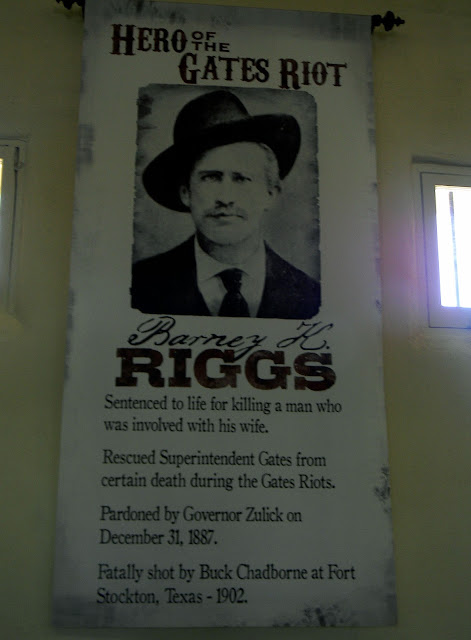 HERO OF THE
GATES RIOT
Barney K.
RIGGS
Sentenced to life for killing a man who
was involved with his wife.
Rescued Superintendent Gates from
certain death during the Gates Riots.
Pardoned by Governor Zulick on
December 31, 1887.
Fatally shot by Buck Chadborne at Fort
Stockton, Texas - 1902.